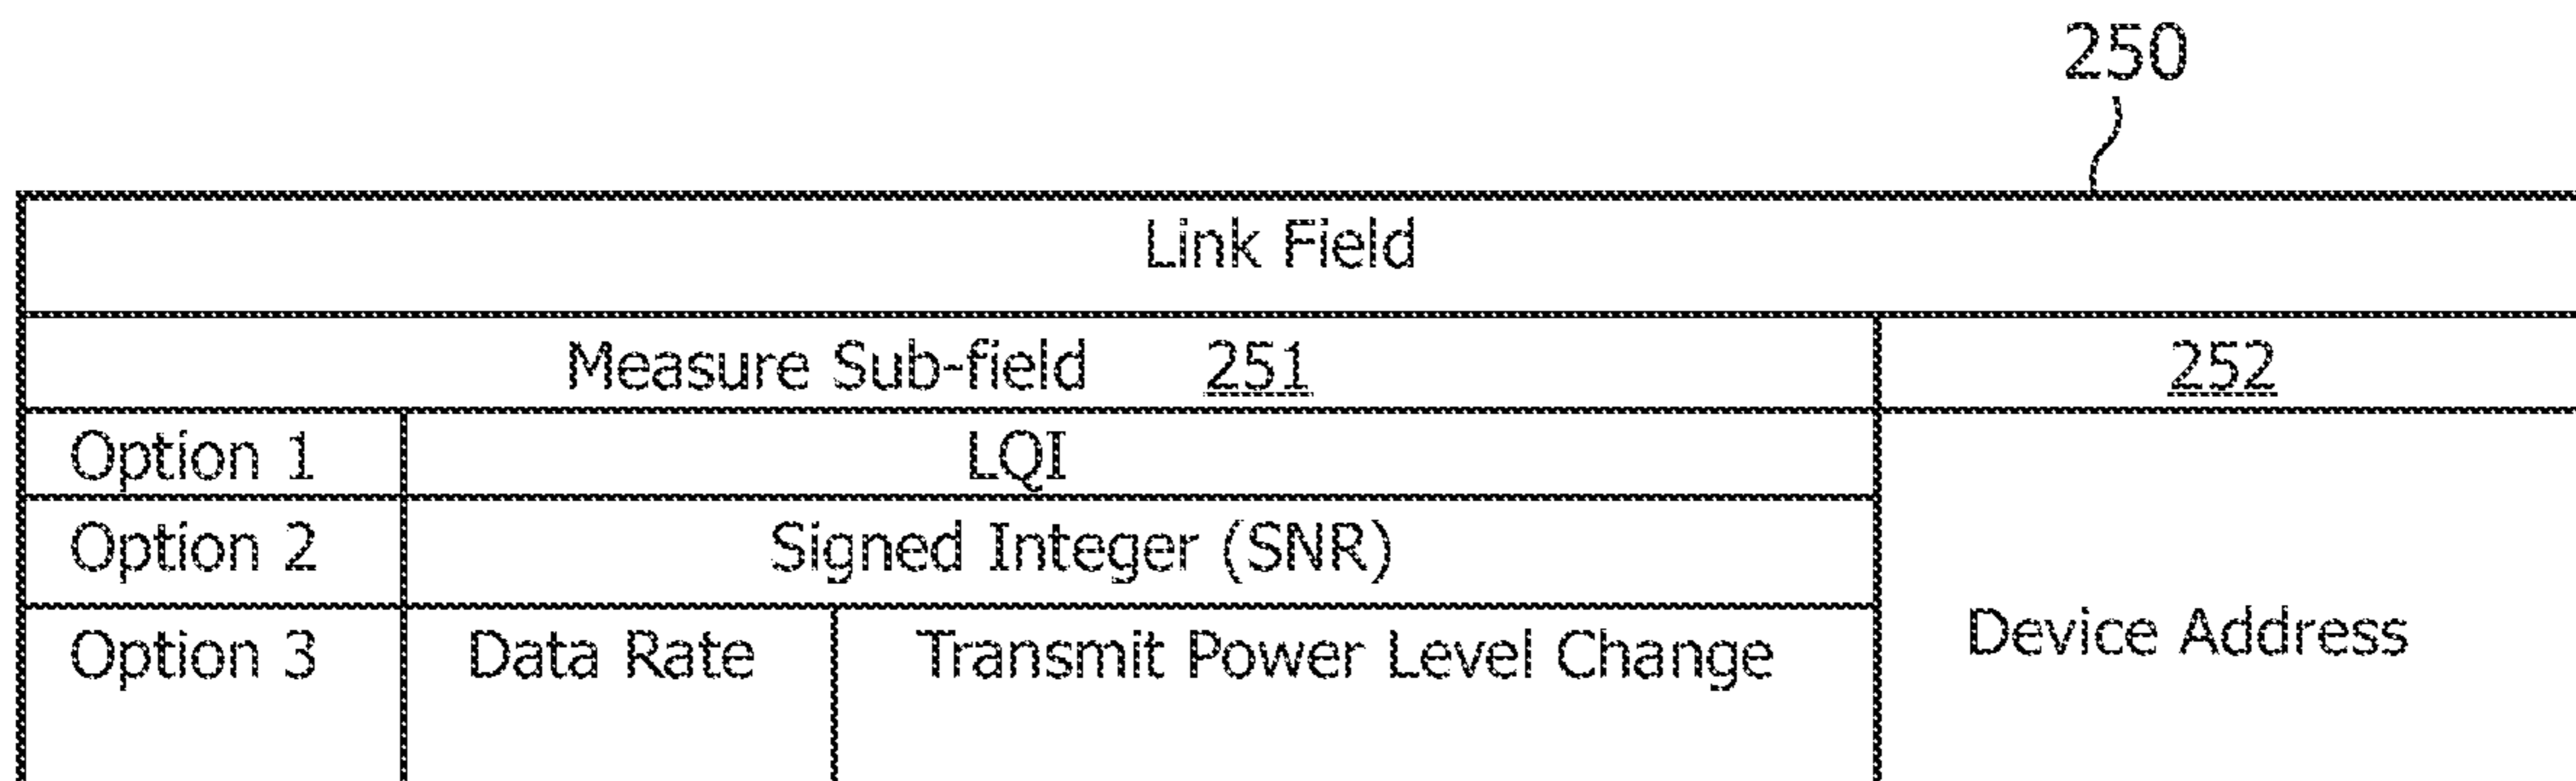 250
Link Field
Measure Sub-field 251 252
Option 1 LQI
Option 2 Signed Integer (SNR)
Option 3 Data Rate Transmit Power Level Change Device Address